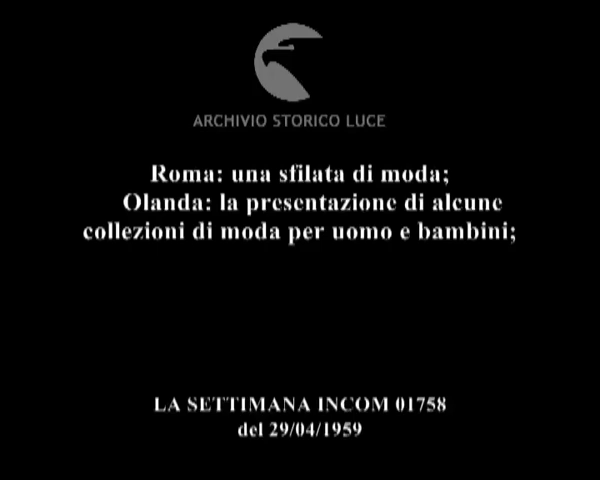 ARCHIVIO STORICO LUCE
Roma: una sfilata di moda;
Olanda: la presentazione di alcune
collezioni di moda per uomo e bambini;
LA SETTIMANA INCOM 01758
del 29/04/1959